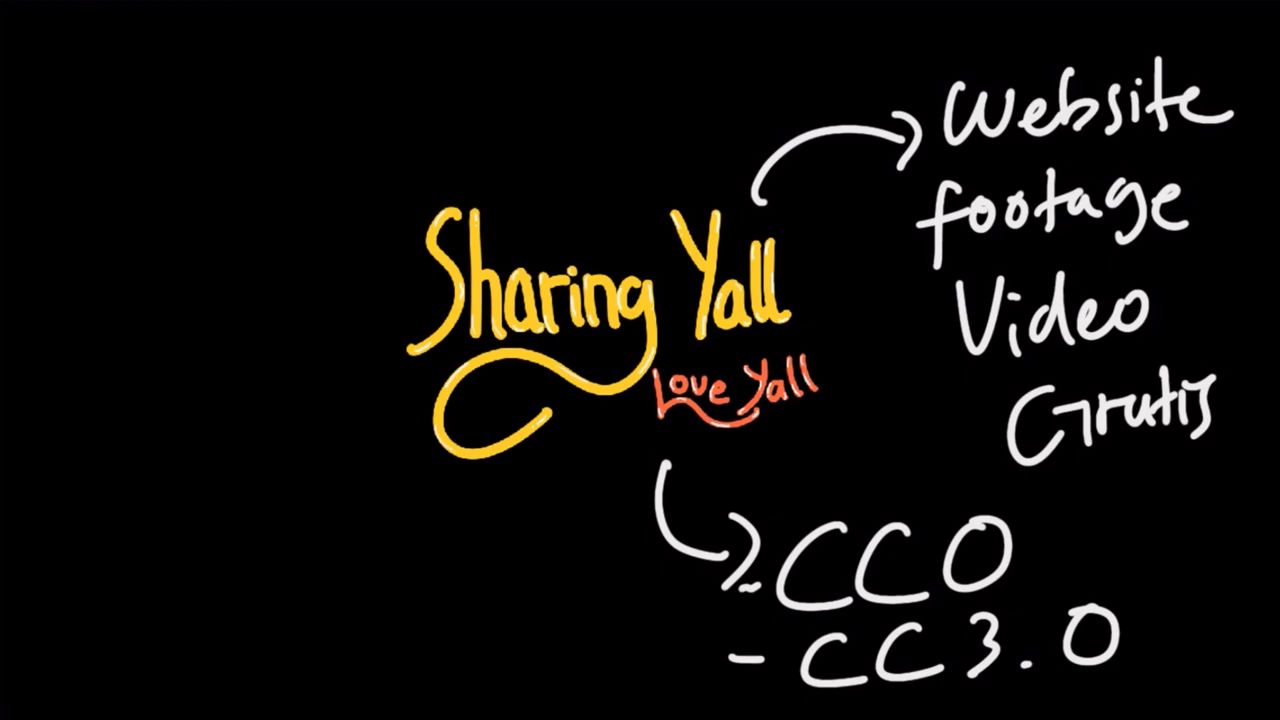 Sharing Yall
Love Yall
Website
footage
Video
Gratis
- CC0
- CC 3.0